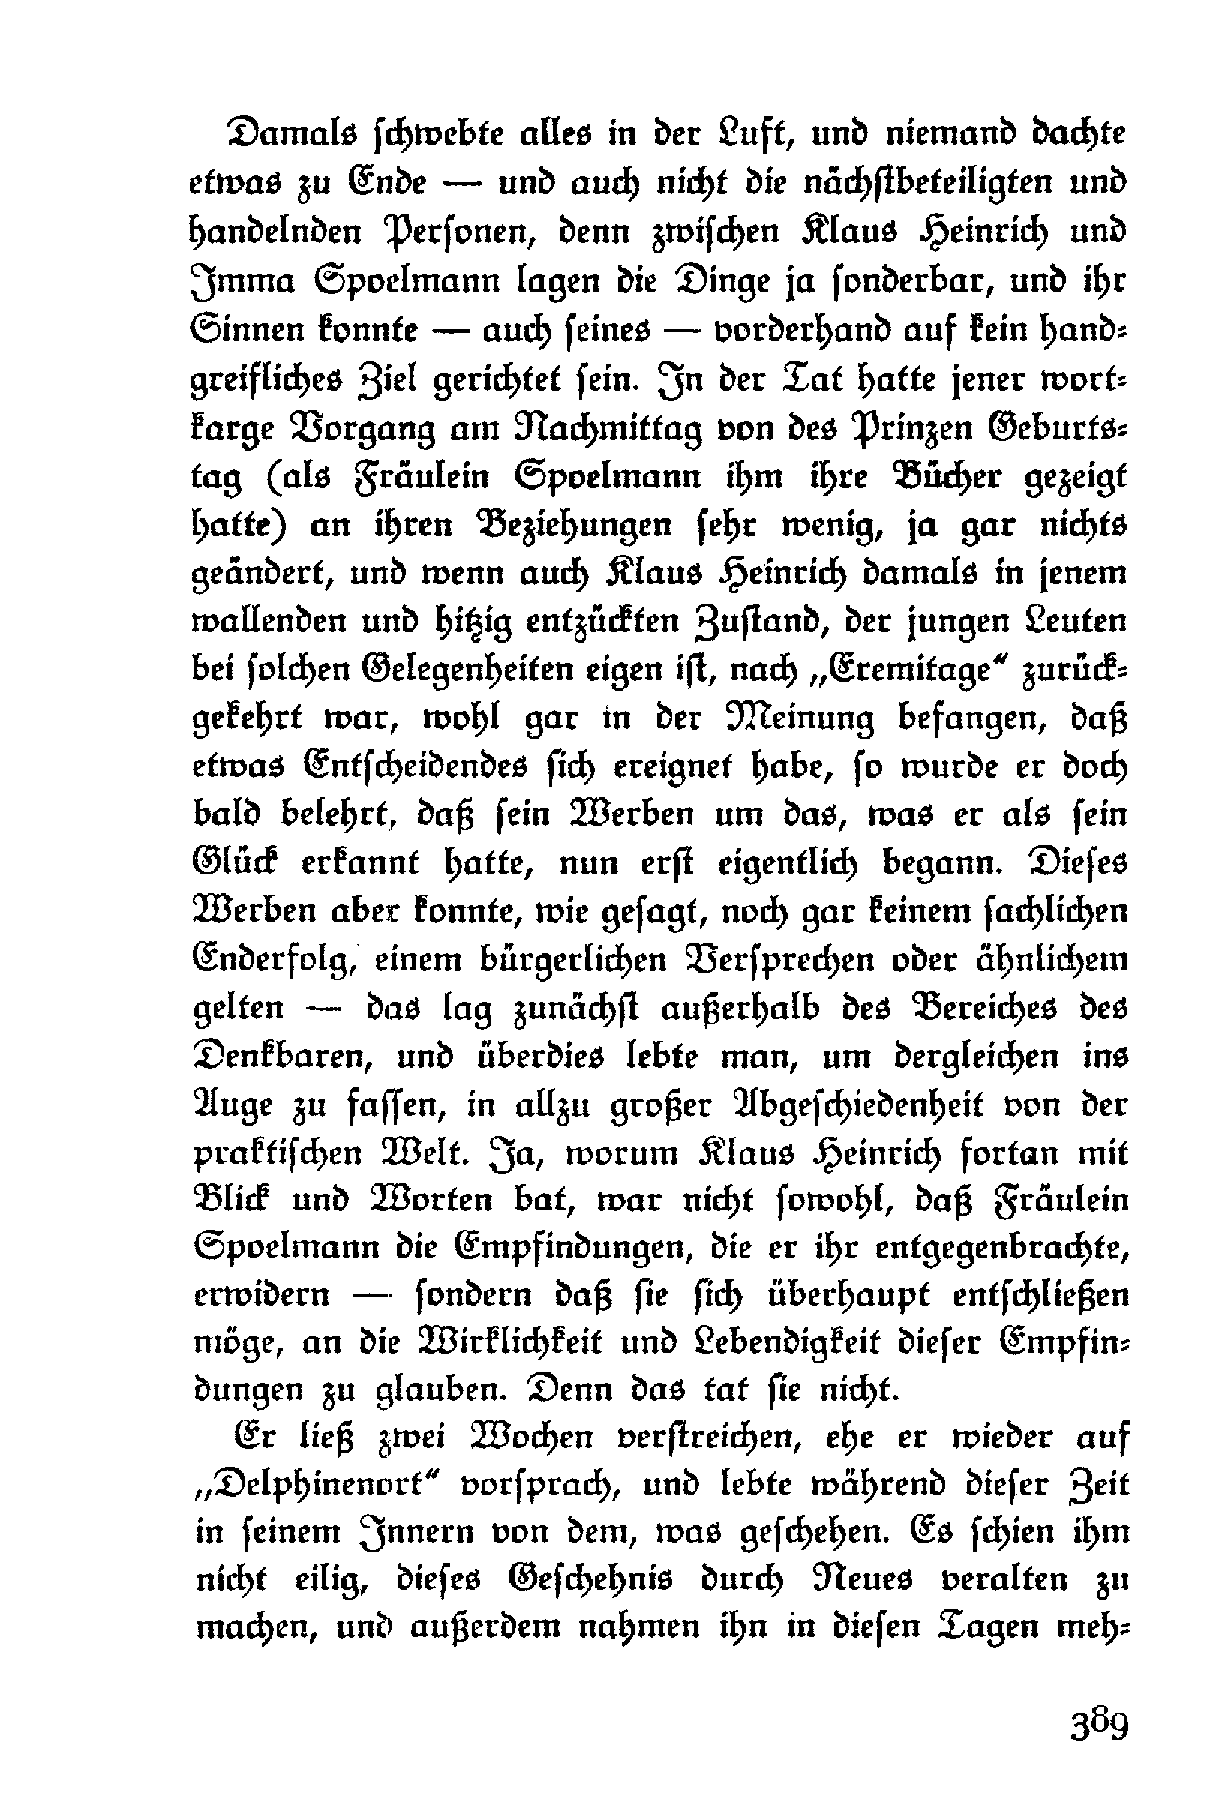 Damals schwebte alles in der Luft, und niemand dachte
etwas zu Ende — und auch nicht die nächstbeteiligten und
handelnden Personen, denn zwischen Klaus Heinrich und
Imma Spoelmann lagen die Dinge ja sonderbar, und ihr
Sinnen konnte — auch seines — vorderhand auf kein hand-
greifliches Ziel gerichtet sein. In der Tat hatte jener wort-
karge Vorgang am Nachmittag von des Prinzen Geburts-
tag (als Fräulein Spoelmann ihm ihre Bücher gezeigt
hatte) an ihren Beziehungen sehr wenig, ja gar nichts
geändert, und wenn auch Klaus Heinrich damals in jenem
wallenden und hitzig entzückten Zustand, der jungen Leuten
bei solchen Gelegenheiten eigen ist, nach „Eremitage“ zurück-
gekehrt war, wohl gar in der Meinung befangen, daß
etwas Entscheidendes sich ereignet habe, so wurde er doch
bald belehrt, daß sein Werben um das, was er als sein
Glück erkannt hatte, nun erst eigentlich begann. Dieses
Werben aber konnte, wie gesagt, noch gar keinem sachlichen
Enderfolg, einem bürgerlichen Versprechen oder ähnlichem
gelten — das lag zunächst außerhalb des Bereiches des
Denkbaren, und überdies lebte man, um dergleichen ins
Auge zu fassen, in allzu großer Abgeschiedenheit von der
praktischen Welt. Ja, worum Klaus Heinrich fortan mit
Blick und Worten bat, war nicht sowohl, daß Fräulein
Spoelmann die Empfindungen, die er ihr entgegenbrachte,
erwidern — sondern daß sie sich überhaupt entschließen
möge, an die Wirklichkeit und Lebendigkeit dieser Empfin-
dungen zu glauben. Denn das tat sie nicht.
Er ließ zwei Wochen verstreichen, ehe er wieder auf
„Delphinenort“ vorsprach, und lebte während dieser Zeit
in seinem Innern von dem, was geschehen. Es schien ihm
nicht eilig, dieses Geschehnis durch Neues veralten zu
machen, und außerdem nahmen ihn in diesen Tagen meh-
389